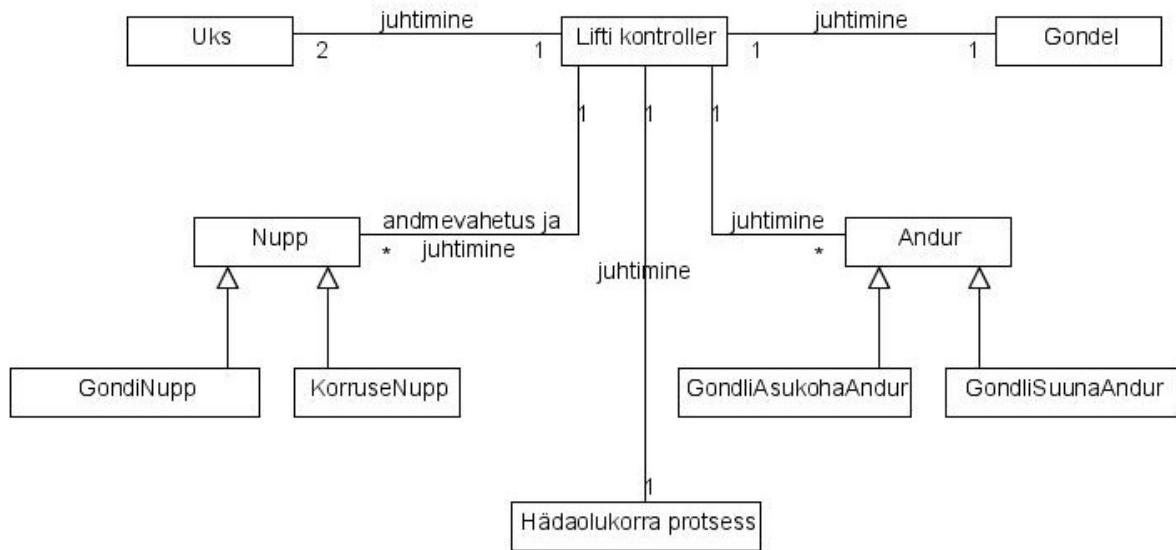 juhtimine
juhtimine
Uks
Lifti kontroller
Gondel
2
1
1
1
1
1
1
andmevahetus ja
juhtimine
juhtimine
Nupp
Andur
*
*
juhtimine
GondiNupp
KorruseNupp
GondliAsukohaAndur
GondliSuunaAndur
1
Hädaolukorra protsess